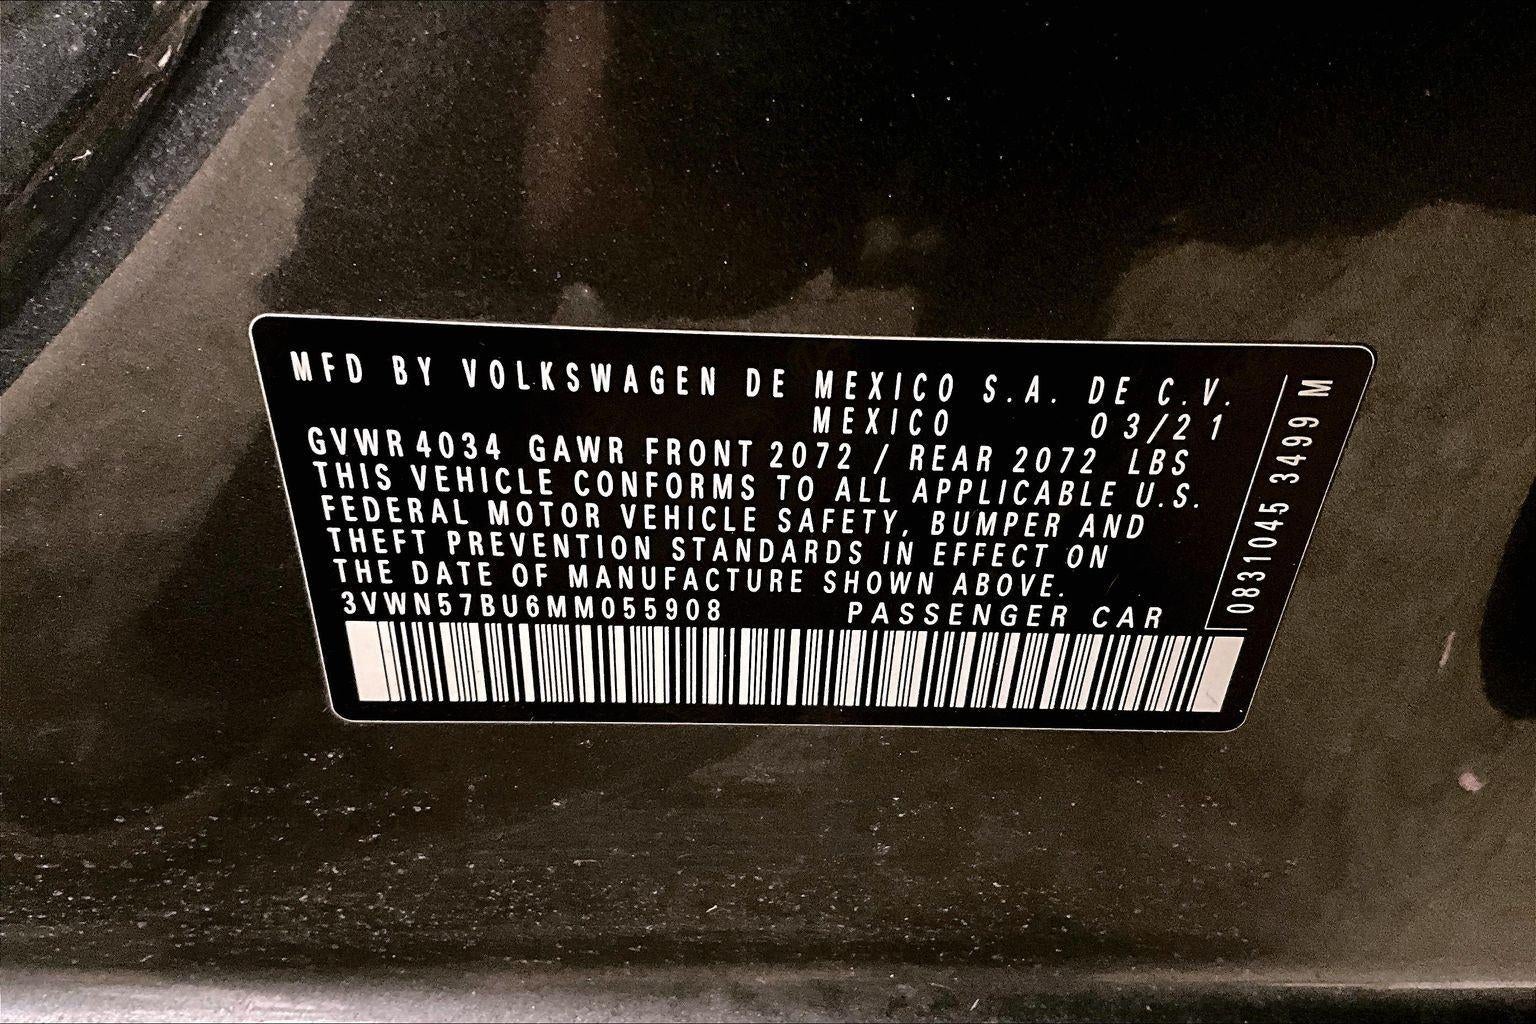 MFD BY VOLKSWAGEN DE MEXICO S.A. DE C.V.
MEXICO 03/21
GVWR 4034 GAWR FRONT 2072 / REAR 2072 LBS
THIS VEHICLE CONFORMS TO ALL APPLICABLE U.S.
FEDERAL MOTOR VEHICLE SAFETY, BUMPER AND
THEFT PREVENTION STANDARDS IN EFFECT ON
THE DATE OF MANUFACTURE SHOWN ABOVE.
3VWN57BU6MM055908 PASSENGER CAR
0831045 3499 M